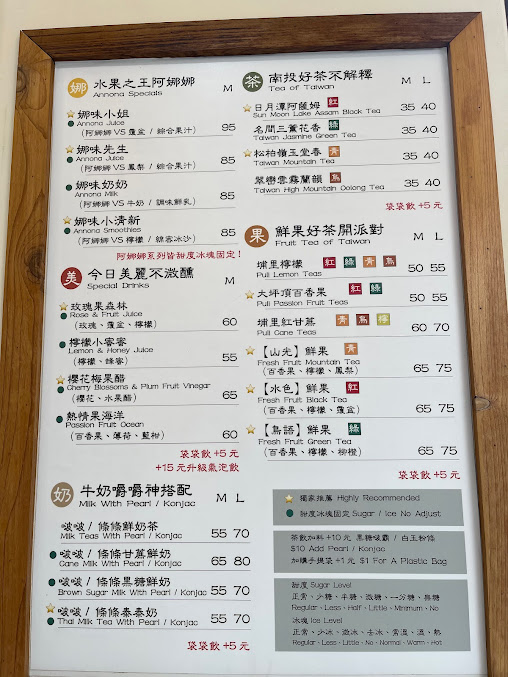 娜 水果之王阿娜娜 M
Annona Specials
娜味小姐
Annona Juice 95
(阿娜娜 VS 覆盆 / 綜合果汁)
娜味先生
Annona Juice 85
(阿娜娜 VS 鳳梨 / 綜合果汁)
娜味奶奶
Annona Milk 85
(阿娜娜 VS 牛奶 / 調味鮮乳)
娜味小清新
Annona Smoothies 85
(阿娜娜 VS 檸檬 / 綿密冰沙)
阿娜娜系列皆甜度冰塊固定!
美 今日美麗不微醺
Special Drinks M
玫瑰果森林
Rose & Fruit Juice 60
(玫瑰、覆盆、檸檬)
檸檬小蜜蜜
Lemon & Honey Juice 55
(檸檬、蜂蜜)
櫻花梅果醋
Cherry Blossoms & Plum Fruit Vinegar 65
(櫻花、水果醋)
熱情果海洋
Passion Fruit Ocean 60
(百香果、薄荷、藍柑)
袋袋飲 +5 元
+15 元升級氣泡飲
奶 牛奶嚼嚼神搭配 M L
Milk With Pearl / Konjac
啵啵 / 條條鮮奶茶 55 70
Milk Teas With Pearl / Konjac
啵啵 / 條條甘蔗鮮奶 65 80
Cane Milk With Pearl / Konjac
啵啵 / 條條黑糖鮮奶 55 70
Brown Sugar Milk With Pearl / Konjac
啵啵 / 條條泰泰奶 55 70
Thai Milk Tea With Pearl / Konjac
袋袋飲 +5 元
茶 南投好茶不解釋 M L
Tea of Taiwan
日月潭阿薩姆 紅 35 40
Sun Moon Lake Assam Black Tea
名間三薰花香 綠 35 40
Taiwan Jasmine Green Tea
松柏嶺玉堂春 青 35 40
Taiwan Mountain Tea
翠巒雲霧蘭韻 烏 35 40
Taiwan High Mountain Oolong Tea
袋袋飲 +5 元
果 鮮果好茶開派對 M L
Fruit Tea of Taiwan
埔里檸檬 紅 綠 青 烏 50 55
Pull Lemon Teas
大坪頂百香果 紅 綠 50 55
Pull Passion Fruit Teas
埔里紅甘蔗 青 烏 檸 60 70
Pull Cane Teas
【山光】鮮果 青
Fresh Fruit Mountain Tea 65 75
(百香果、檸檬、鳳梨)
【水色】鮮果 紅
Fresh Fruit Black Tea 65 75
(百香果、檸檬、覆盆)
【鳥語】鮮果 綠
Fresh Fruit Green Tea 65 75
(百香果、檸檬、柳橙)
袋袋飲 +5 元
獨家推薦 Highly Recommended
甜度冰塊固定 Sugar / Ice No Adjust
茶飲加料 +10 元 黑糖啵霸 / 白玉粉條
$10 Add Pearl / Konjac
加購手提袋 +1 元 $1 For A Plastic Bag
甜度 Sugar Level
正常、少糖、半糖、微糖、一分糖、無糖
Regular、Less、Half、Little、Minimum、No
冰塊 Ice Level
正常、少冰、微冰、去冰、常溫、溫、熱
Regular、Less、Little、No、Normal、Warm、Hot